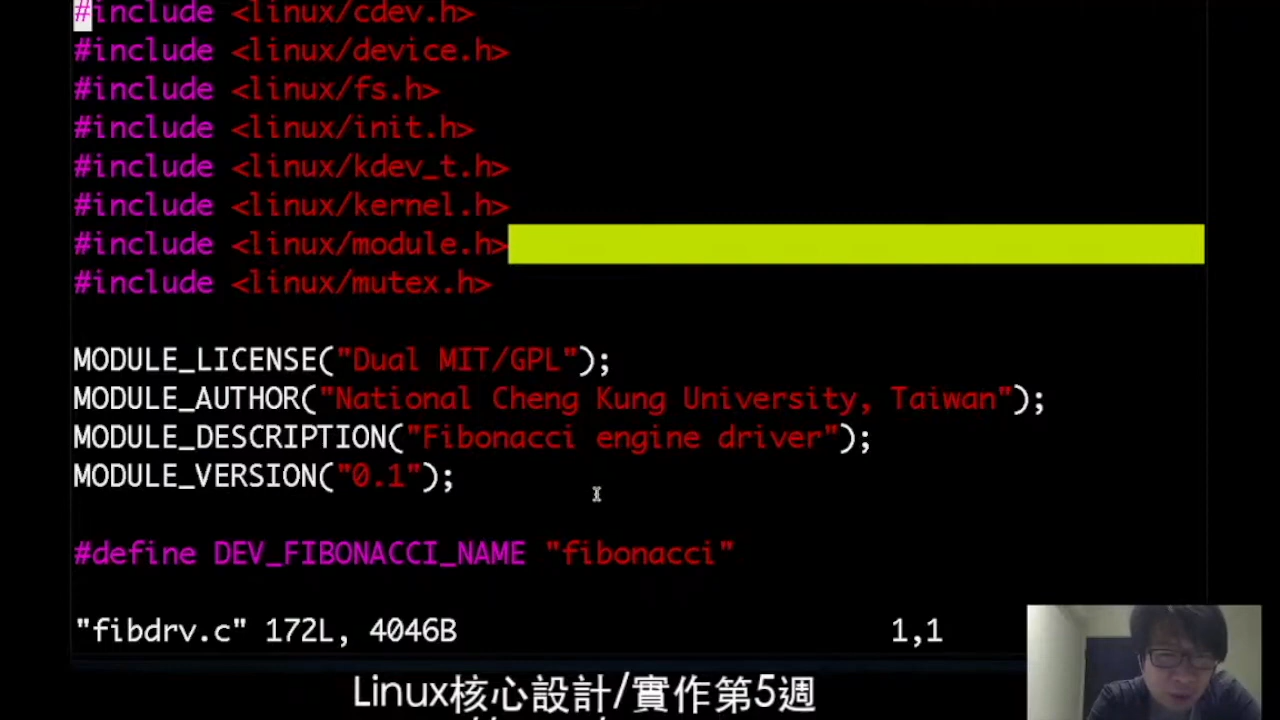 #include <linux/cdev.h>
#include <linux/device.h>
#include <linux/fs.h>
#include <linux/init.h>
#include <linux/kdev_t.h>
#include <linux/kernel.h>
#include <linux/module.h>
#include <linux/mutex.h>
MODULE_LICENSE("Dual MIT/GPL");
MODULE_AUTHOR("National Cheng Kung University, Taiwan");
MODULE_DESCRIPTION("Fibonacci engine driver");
MODULE_VERSION("0.1");
#define DEV_FIBONACCI_NAME "fibonacci"
"fibdrv.c" 172L, 4046B 1,1
Linux核心設計/實作第5週